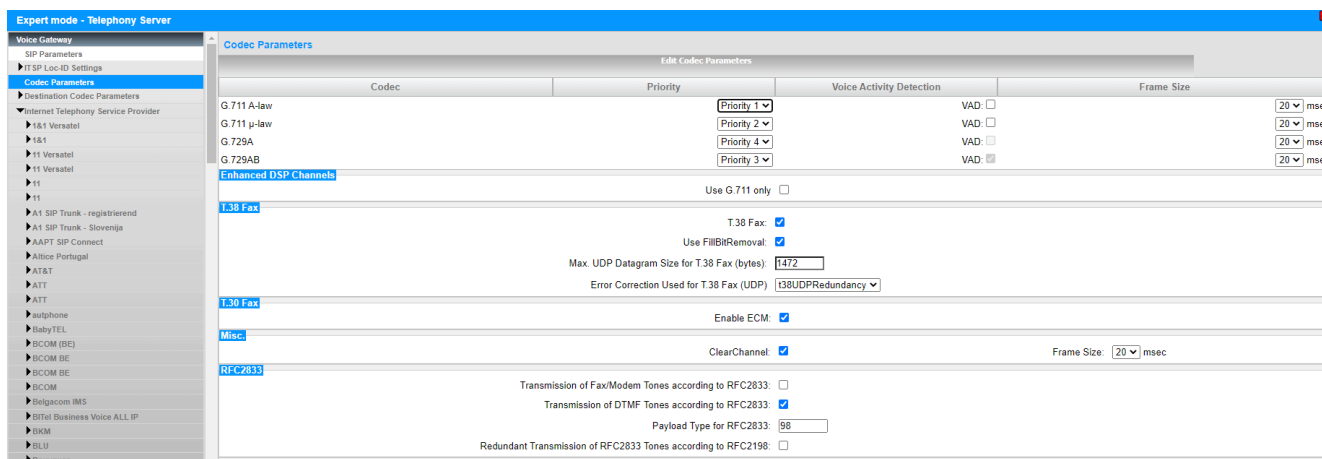 Expert mode - Telephony Server
Voice Gateway
SIP Parameters
ITSP Loc-ID Settings
Codec Parameters
Destination Codec Parameters
Internet Telephony Service Provider
1&1 Versatel
1&1
11 Versatel
11 Versatel
11
11
A1 SIP Trunk - registrierend
A1 SIP Trunk - Slovenija
AAPT SIP Connect
Altice Portugal
AT&T
ATT
ATT
autphone
BabyTEL
BCOM (BE)
BCOM BE
BCOM BE
BCOM
Belgacom IMS
BITel Business Voice ALL IP
BKM
BLU
Codec Parameters
Edit Codec Parameters
Codec Priority Voice Activity Detection Frame Size
G.711 A-law Priority 1 VAD: 20 mse
G.711 μ-law Priority 2 VAD: 20 mse
G.729A Priority 4 VAD: 20 mse
G.729AB Priority 3 VAD: 20 mse
Enhanced DSP Channels
Use G.711 only
T.38 Fax
T.38 Fax:
Use FillBitRemoval:
Max. UDP Datagram Size for T.38 Fax (bytes): 1472
Error Correction Used for T.38 Fax (UDP) t38UDPRedundancy
T.30 Fax
Enable ECM:
Misc.
ClearChannel: Frame Size: 20 msec
RFC2833
Transmission of Fax/Modem Tones according to RFC2833:
Transmission of DTMF Tones according to RFC2833:
Payload Type for RFC2833: 98
Redundant Transmission of RFC2833 Tones according to RFC2198: